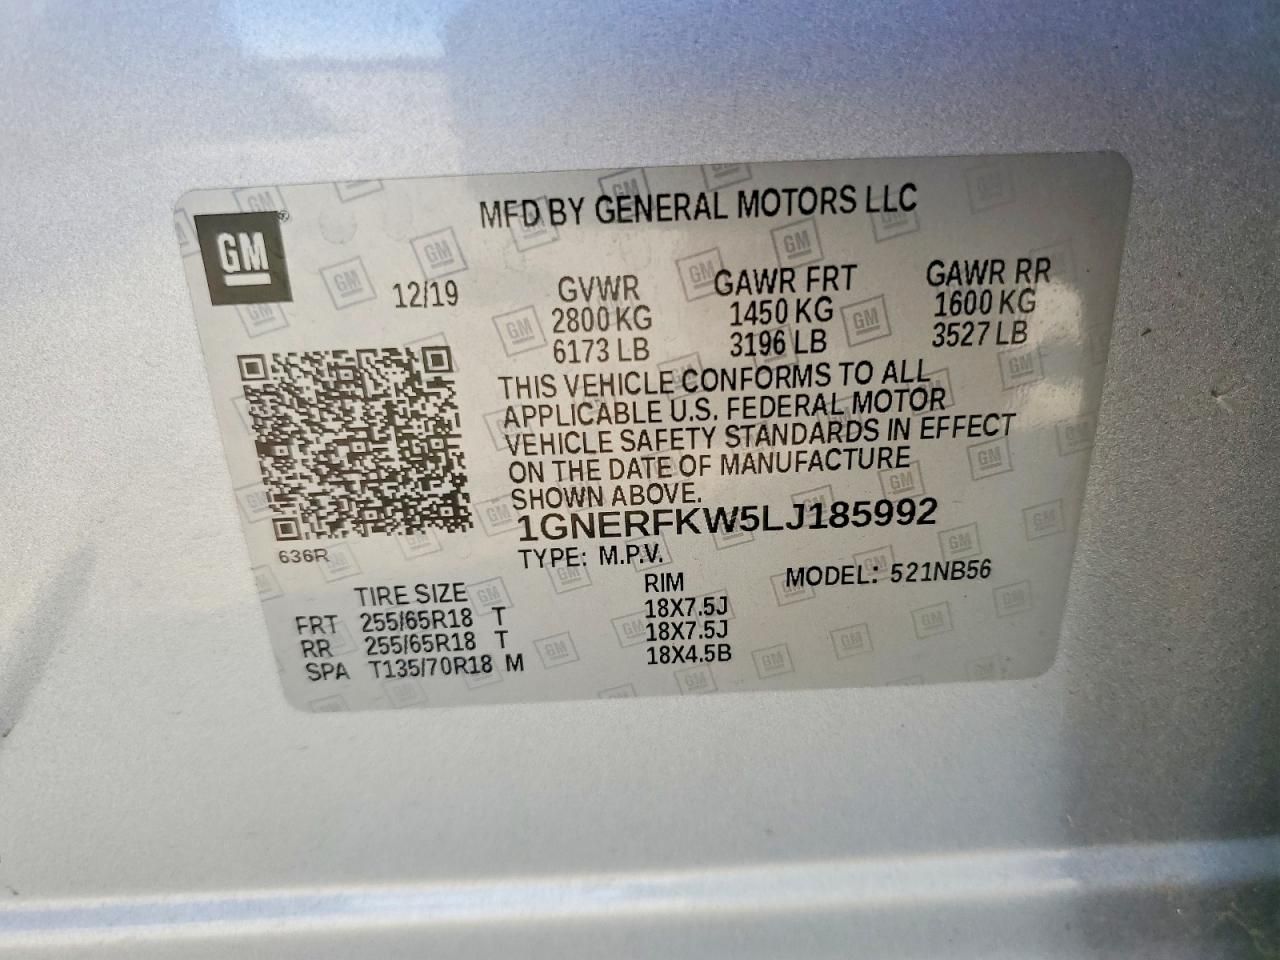 MFD BY GENERAL MOTORS LLC
GM®
12/19
GVWR GAWR FRT GAWR RR
2800 KG 1450 KG 1600 KG
6173 LB 3196 LB 3527 LB
THIS VEHICLE CONFORMS TO ALL
APPLICABLE U.S. FEDERAL MOTOR
VEHICLE SAFETY STANDARDS IN EFFECT
ON THE DATE OF MANUFACTURE
SHOWN ABOVE.
1GNERFKW5LJ185992
636R
TYPE: M.P.V. MODEL: 521NB56
TIRE SIZE RIM
FRT 255/65R18 T 18X7.5J
RR 255/65R18 T 18X7.5J
SPA T135/70R18 M 18X4.5B